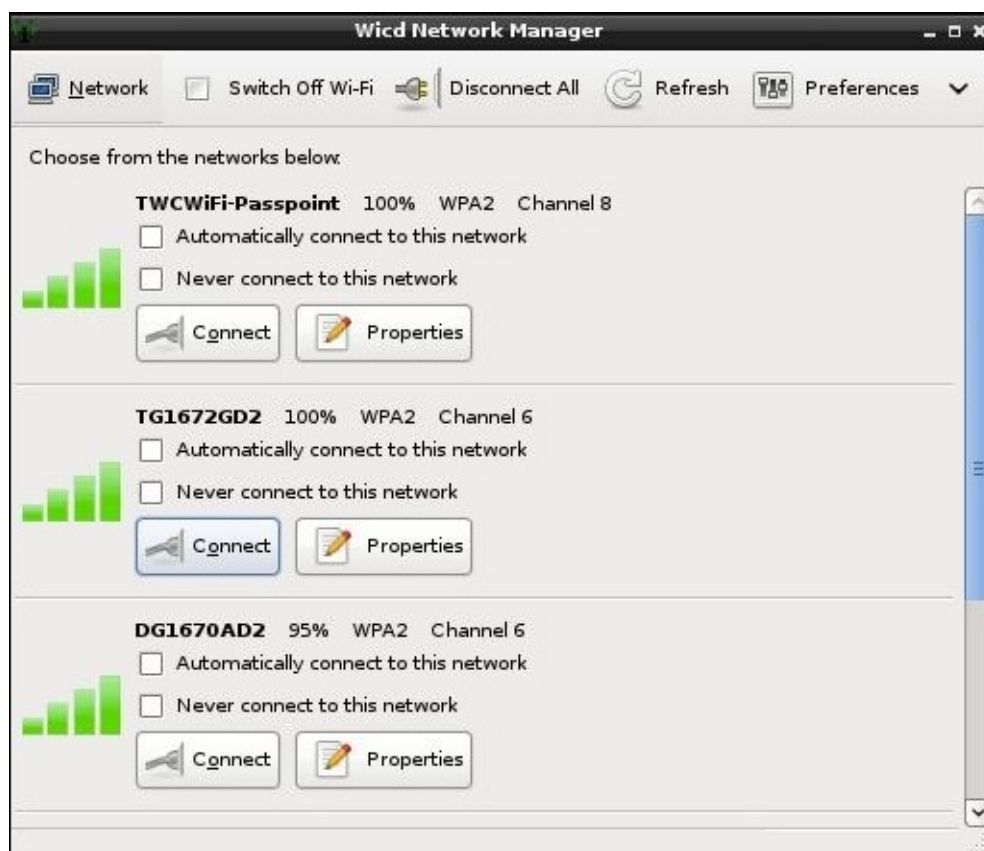 Wicd Network Manager
Network Switch Off Wi-Fi Disconnect All Refresh Preferences
Choose from the networks below:
TWCWiFi-Passpoint 100% WPA2 Channel 8
Automatically connect to this network
Never connect to this network
Connect Properties
TG1672GD2 100% WPA2 Channel 6
Automatically connect to this network
Never connect to this network
Connect Properties
DG1670AD2 95% WPA2 Channel 6
Automatically connect to this network
Never connect to this network
Connect Properties